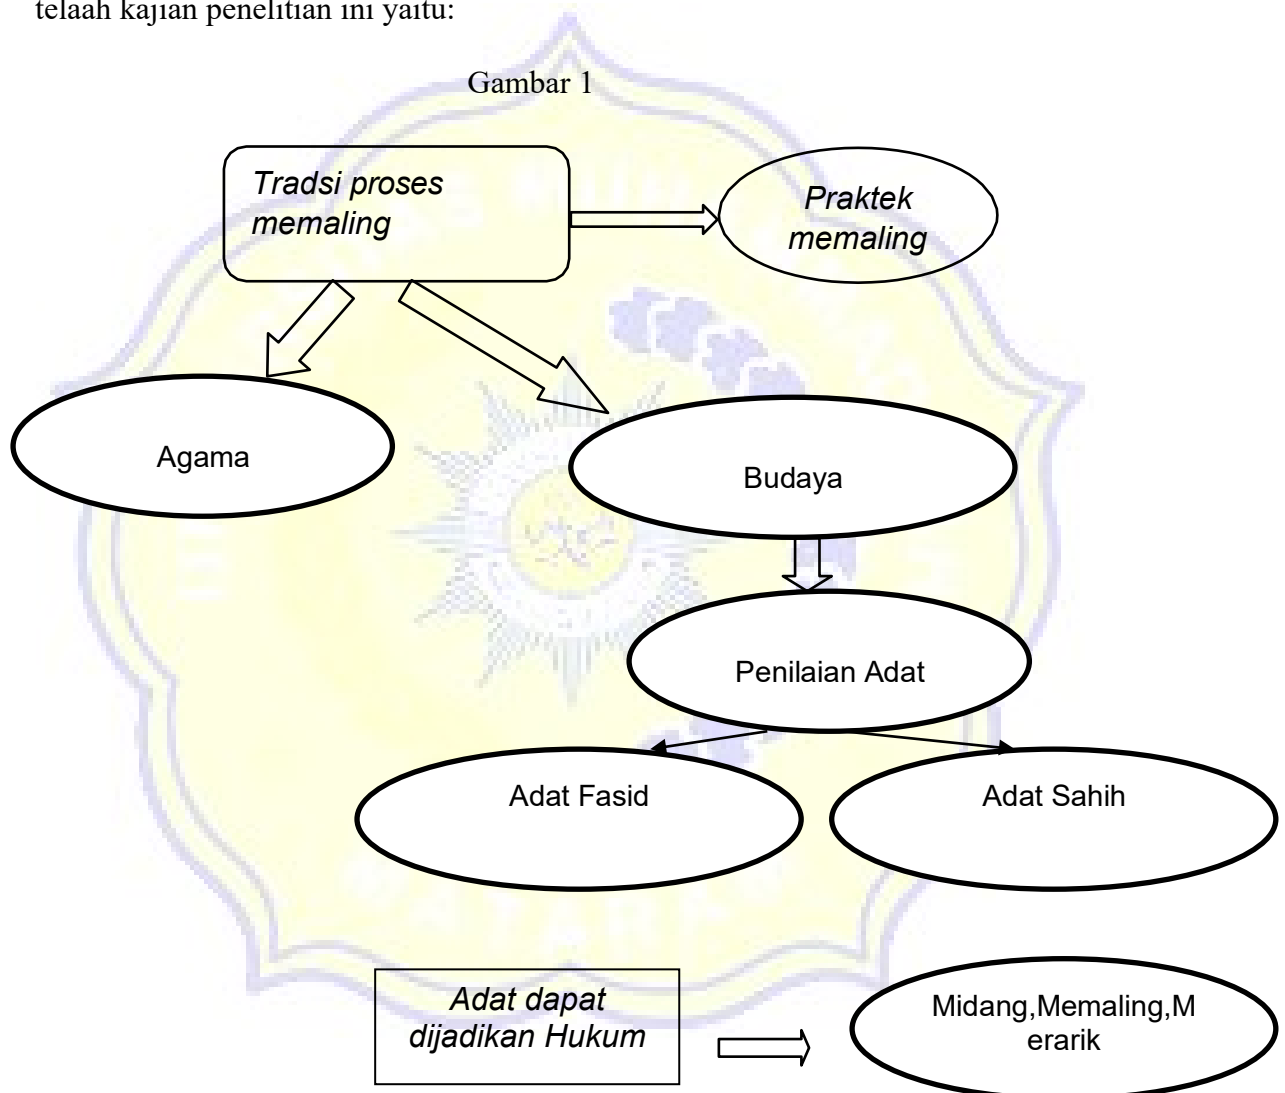 telaah kajian penelitian ini yaitu:
Gambar 1
Tradsi proses
memaling
Praktek
memaling
Agama
Budaya
Penilaian Adat
Adat Fasid
Adat Sahih
Adat dapat
dijadikan Hukum
Midang,Memaling,M
erarik